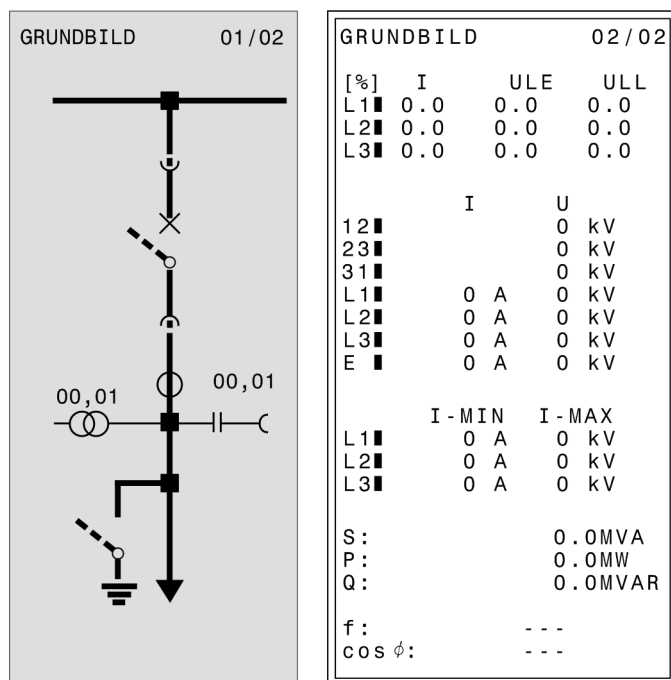 GRUNDBILD 01/02
00,01
00,01
GRUNDBILD 02/02
[%] I ULE ULL
L1 0.0 0.0 0.0
L2 0.0 0.0 0.0
L3 0.0 0.0 0.0
I U
12 0 kV
23 0 kV
31 0 kV
L1 0 A 0 kV
L2 0 A 0 kV
L3 0 A 0 kV
E 0 A 0 kV
I-MIN I-MAX
L1 0 A 0 kV
L2 0 A 0 kV
L3 0 A 0 kV
S: 0.0MVA
P: 0.0MW
Q: 0.0MVAR
f: ---
cos ϕ: ---